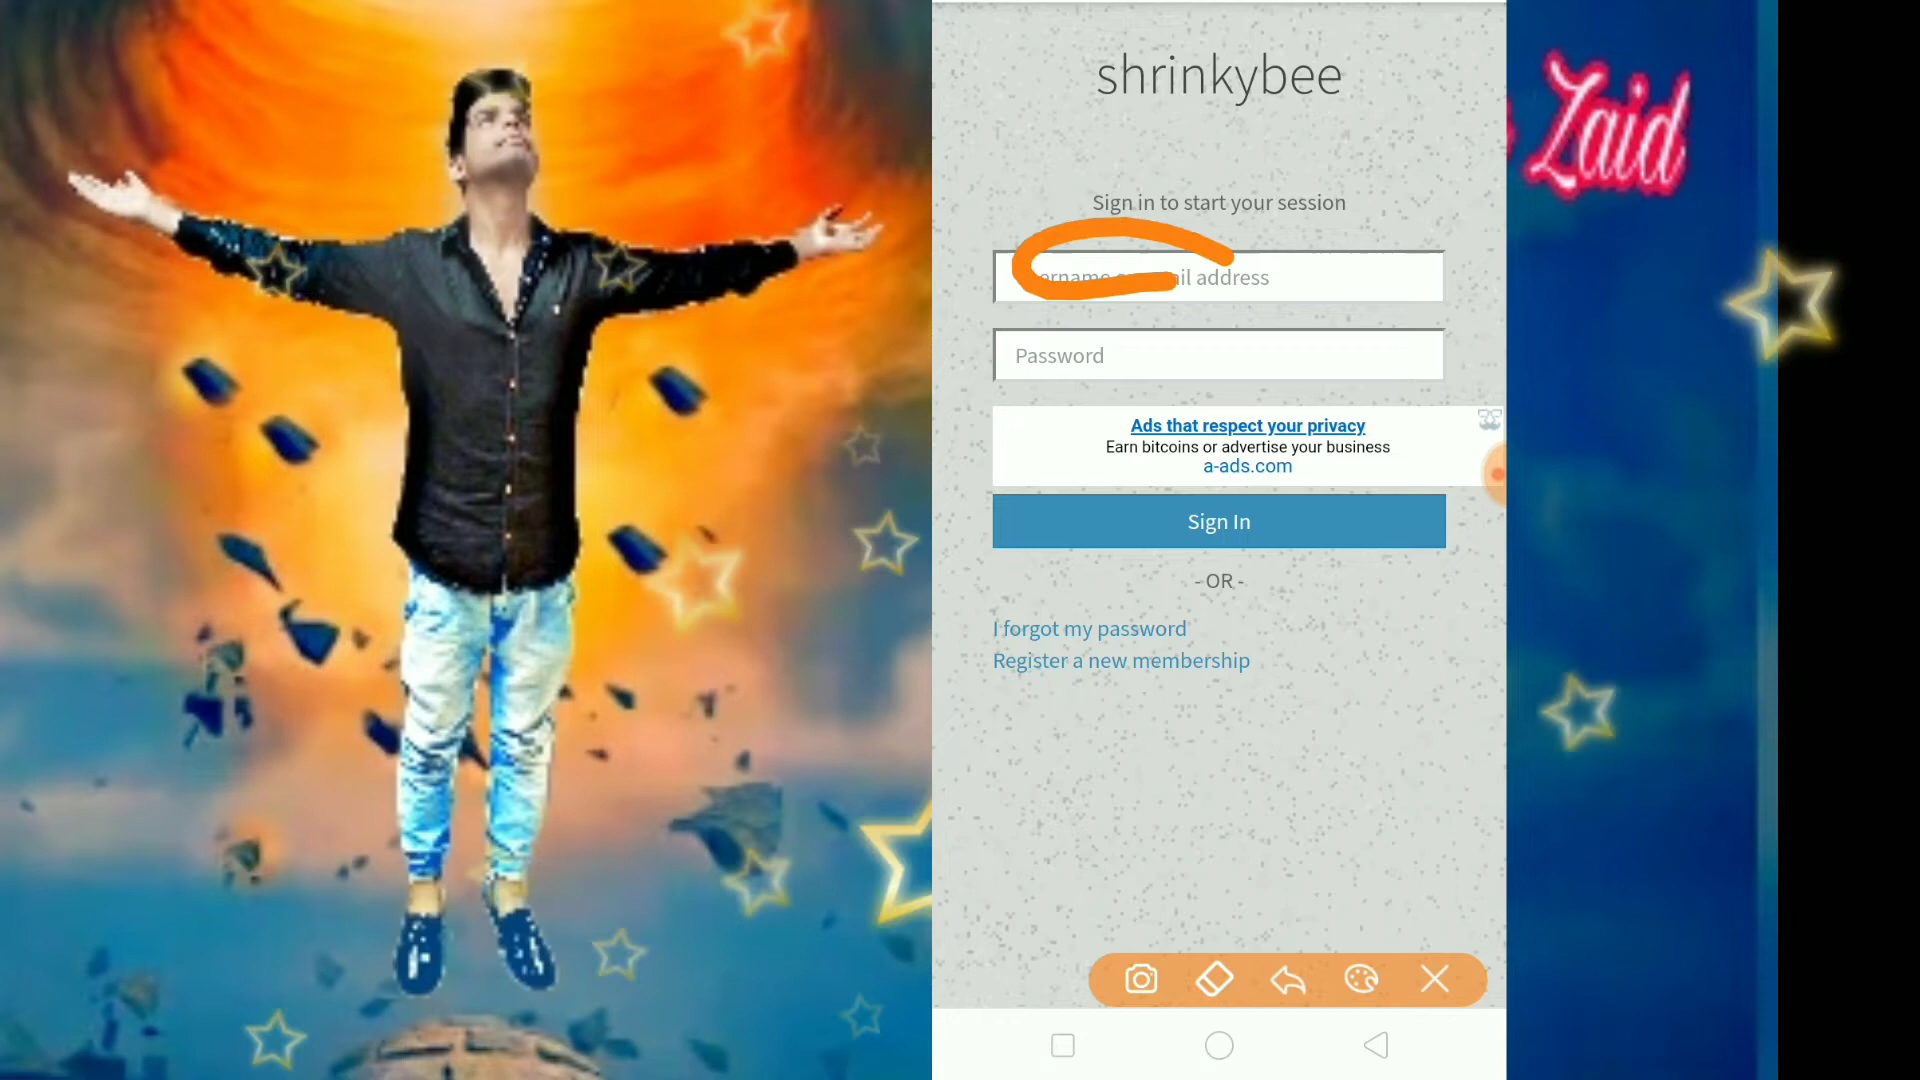 shrinkybee
Zaid
Sign in to start your session
ername il address
Password
Ads that respect your privacy
Earn bitcoins or advertise your business
a-ads.com
Sign In
- OR -
I forgot my password
Register a new membership